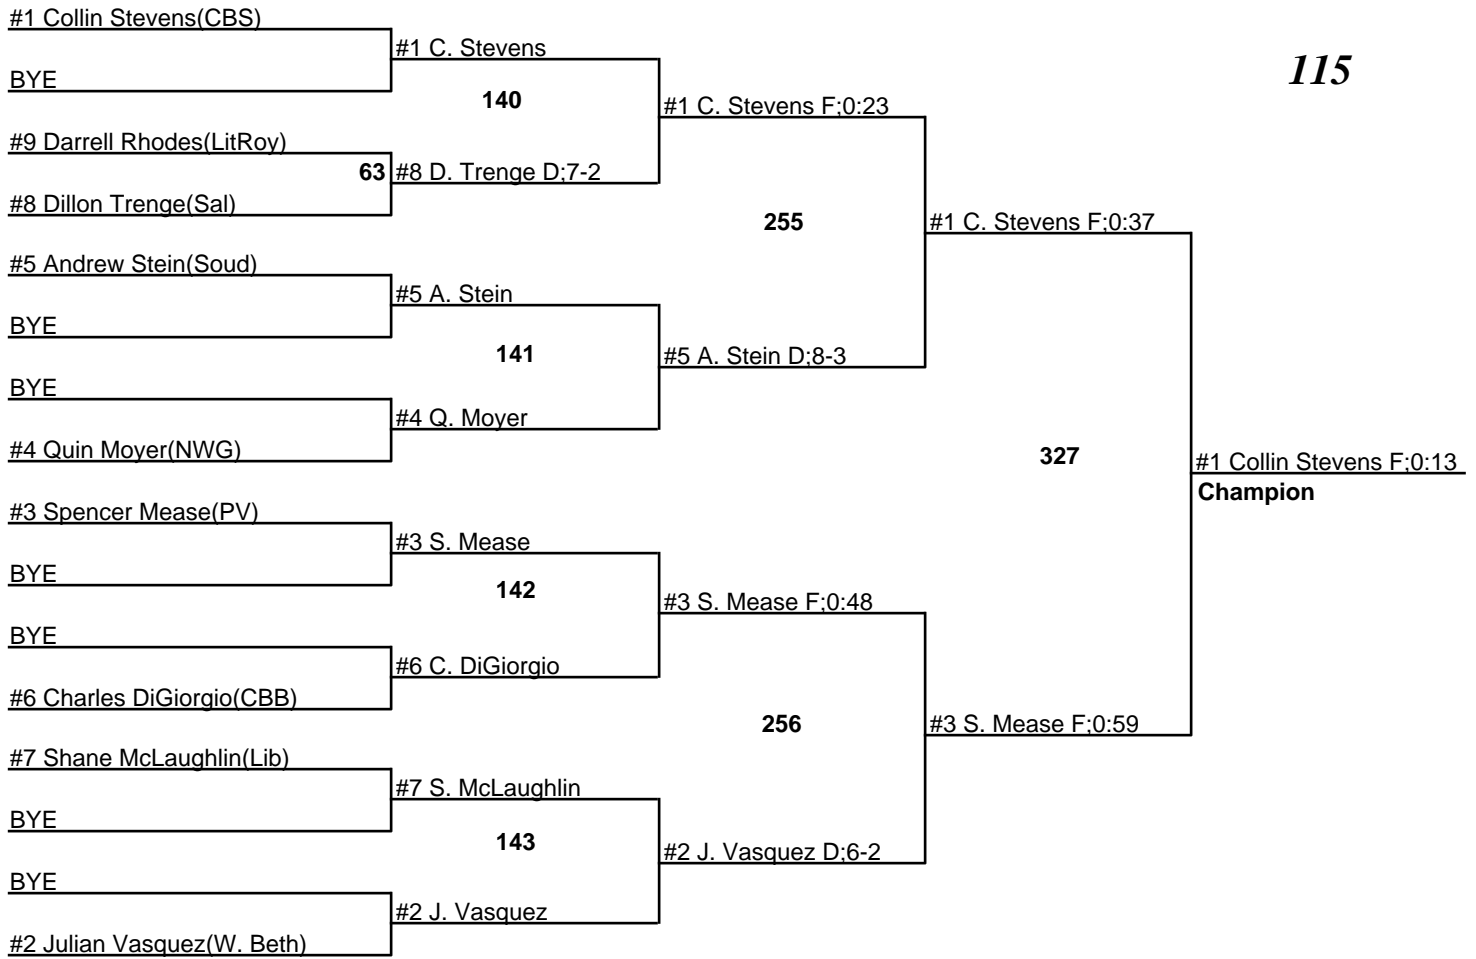 #1 Collin Stevens(CBS)
#1 C. Stevens
115
BYE
140
#1 C. Stevens F;0:23
#9 Darrell Rhodes(LitRoy)
63 #8 D. Trenge D;7-2
#8 Dillon Trenge(Sal)
255
#1 C. Stevens F;0:37
#5 Andrew Stein(Soud)
#5 A. Stein
BYE
141
#5 A. Stein D;8-3
BYE
#4 Q. Moyer
#4 Quin Moyer(NWG)
327
#1 Collin Stevens F;0:13
Champion
#3 Spencer Mease(PV)
#3 S. Mease
BYE
142
#3 S. Mease F;0:48
BYE
#6 C. DiGiorgio
#6 Charles DiGiorgio(CBB)
256
#3 S. Mease F;0:59
#7 Shane McLaughlin(Lib)
#7 S. McLaughlin
BYE
143
#2 J. Vasquez D;6-2
BYE
#2 J. Vasquez
#2 Julian Vasquez(W. Beth)